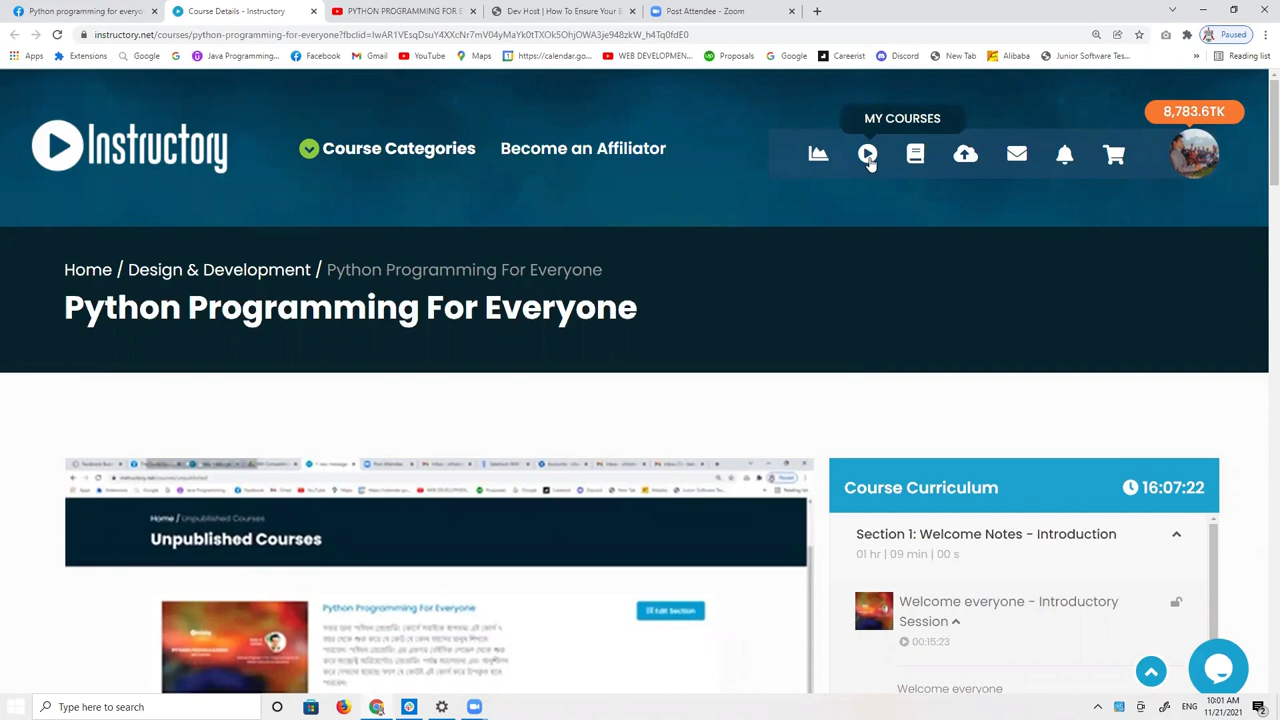 Python programming for everyo
Course Details - Instructory
PYTHON PROGRAMMING FOR E
Dev Host | How To Ensure Your B
Post Attendee - Zoom
instructory.net/courses/python-programming-for-everyone?fbclid=IwAR1VEsqDsuY4XXcNr7mV04yMaYk0tTXOk5OhjOWA3je948zkW_h4Tq0fdE0
Paused
Apps
Extensions
Google
Java Programming...
Facebook
Gmail
YouTube
Maps
https://calendar.go...
WEB DEVELOPMEN...
Proposals
Google
Careerist
Discord
New Tab
Alibaba
Junior Software Tes...
»
Reading list
8,783.6TK
MY COURSES
Instructory
Course Categories
Become an Affiliator
Home / Design & Development / Python Programming For Everyone
Python Programming For Everyone
Home / Unpublished Courses
Unpublished Courses
Python Programming For Everyone
Edit Section
Course Curriculum
16:07:22
Section 1: Welcome Notes - Introduction
01 hr | 09 min | 00 s
Welcome everyone - Introductory
Session
00:15:23
Welcome everyone
Type here to search
ENG
10:01 AM
11/21/2021
2